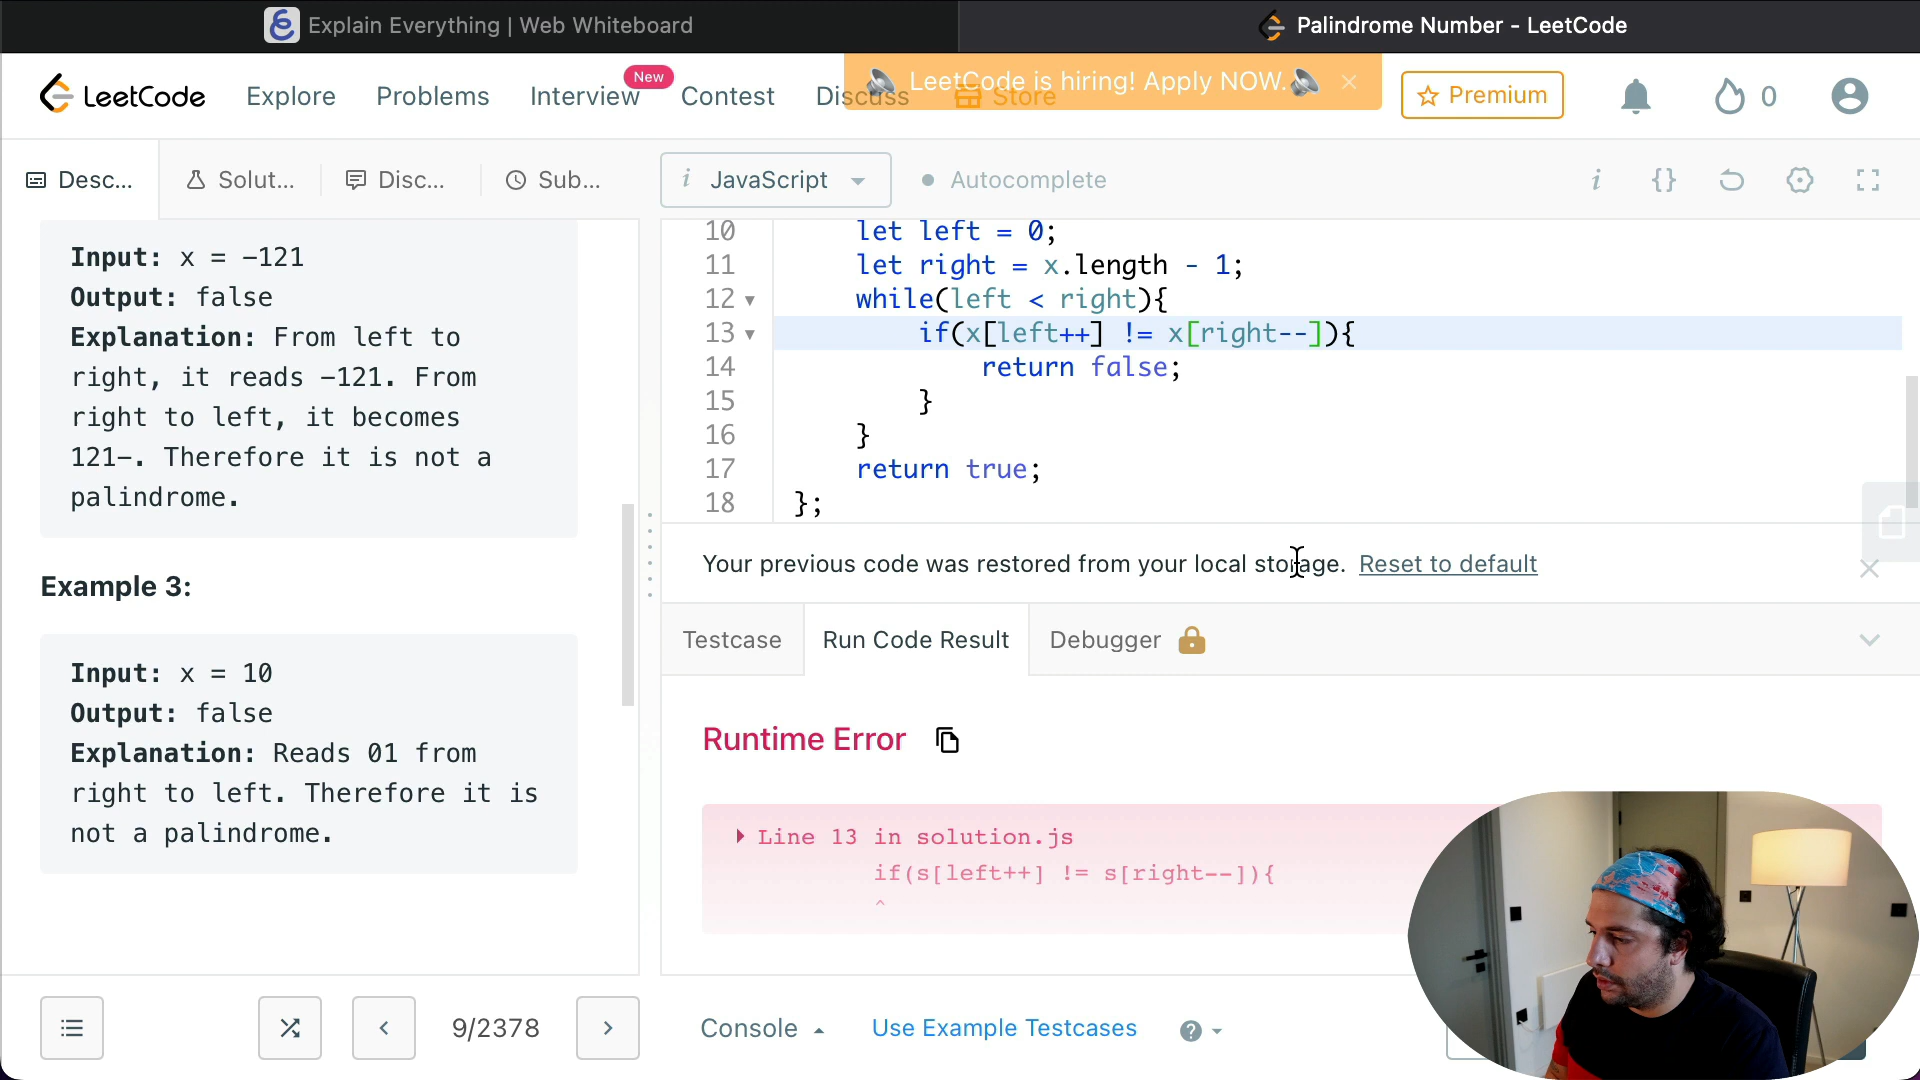 Explain Everything | Web Whiteboard
Palindrome Number - LeetCode
LeetCode
Explore
Problems
Interview
New
Contest
Discuss
Store
LeetCode is hiring! Apply NOW.
Premium
0
Desc...
Solut...
Disc...
Sub...
i JavaScript
Autocomplete
Input: x = -121
Output: false
Explanation: From left to
right, it reads -121. From
right to left, it becomes
121-. Therefore it is not a
palindrome.
Example 3:
Input: x = 10
Output: false
Explanation: Reads 01 from
right to left. Therefore it is
not a palindrome.
10 let left = 0;
11 let right = x.length - 1;
12 while(left < right){
13 if(x[left++] != x[right--]){
14 return false;
15 }
16 }
17 return true;
18 };
Your previous code was restored from your local storage. Reset to default
Testcase
Run Code Result
Debugger
Runtime Error
Line 13 in solution.js
if(s[left++] != s[right--]){
^
9/2378
Console
Use Example Testcases